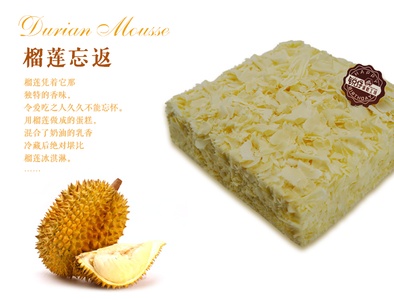 Durian Mousse
榴莲忘返
榴莲凭着它那
独特的香味。
令爱吃之人久久不能忘怀。
用榴莲做成的蛋糕，
混合了奶油的乳香
冷藏后绝对堪比
榴莲冰淇淋。
……